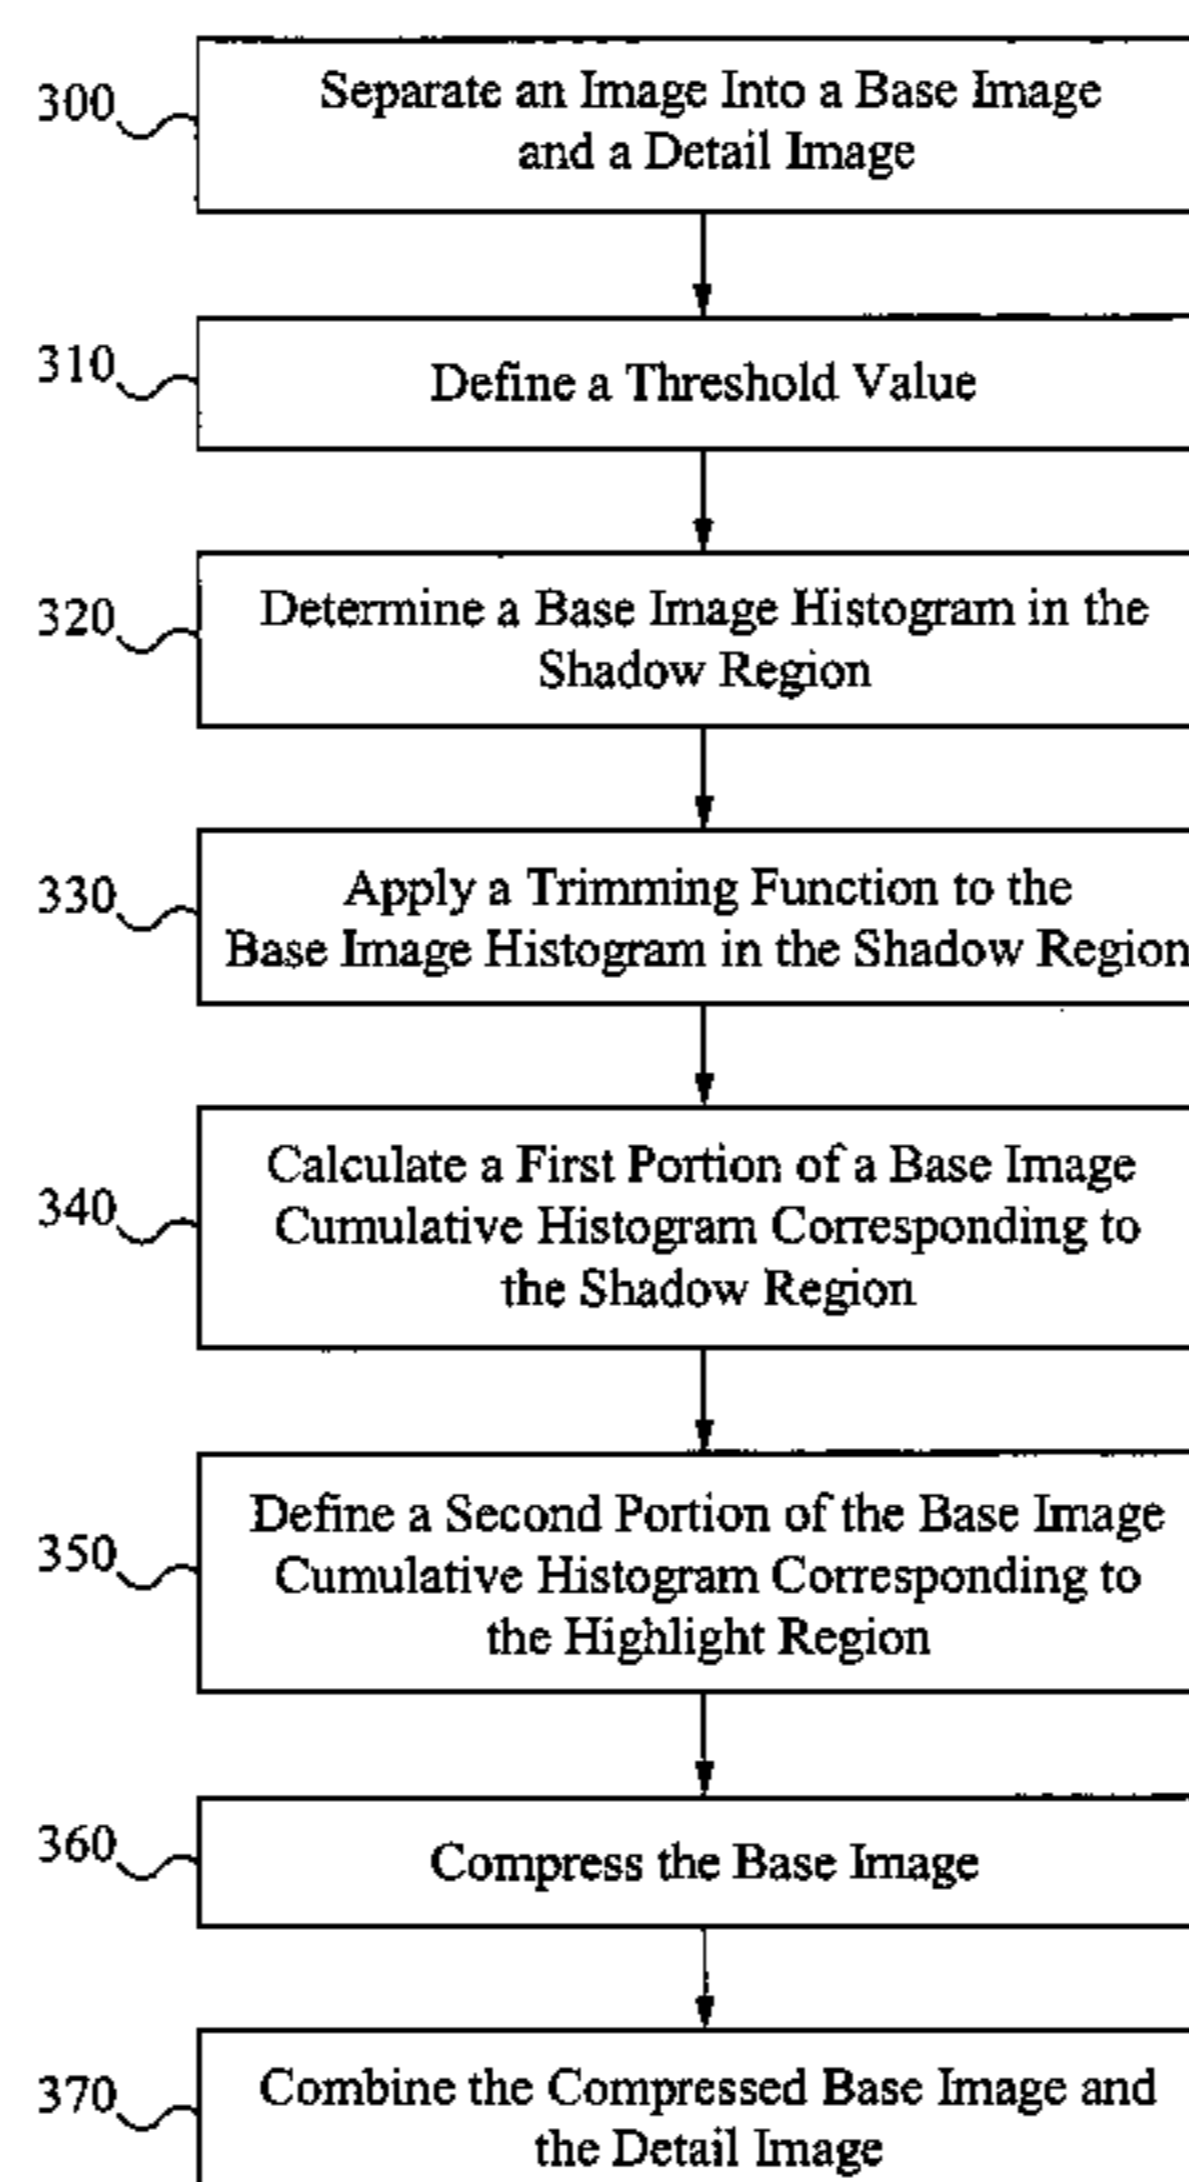 300
Separate an Image Into a Base Image
and a Detail Image
310
Define a Threshold Value
320
Determine a Base Image Histogram in the
Shadow Region
330
Apply a Trimming Function to the
Base Image Histogram in the Shadow Region
340
Calculate a First Portion of a Base Image
Cumulative Histogram Corresponding to
the Shadow Region
350
Define a Second Portion of the Base Image
Cumulative Histogram Corresponding to
the Highlight Region
360
Compress the Base Image
370
Combine the Compressed Base Image and
the Detail Image